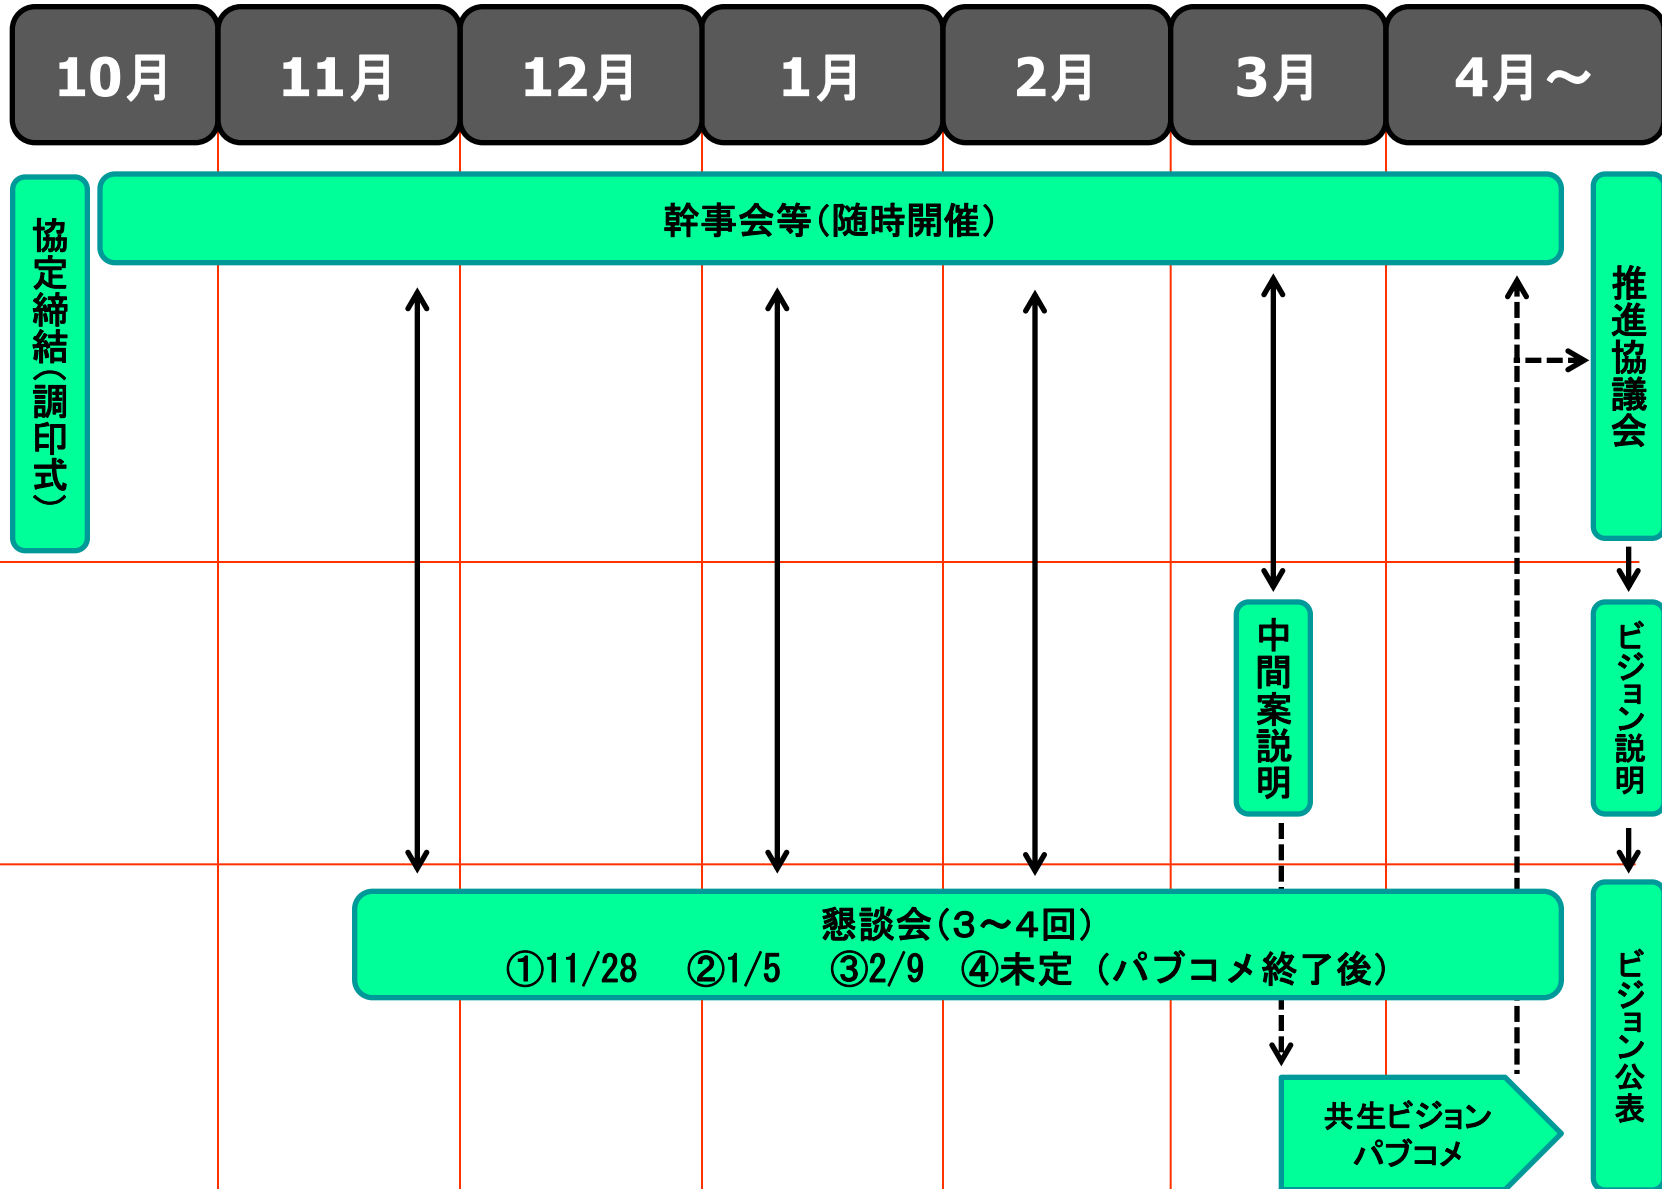 10月
11月
12月
1月
2月
3月
4月～
協定締結（調印式）
幹事会等（随時開催）
推進協議会
中間案説明
ビジョン説明
懇談会（３～４回）
①11/28 ②1/5 ③2/9 ④未定（パブコメ終了後）
ビジョン公表
共生ビジョン
パブコメ